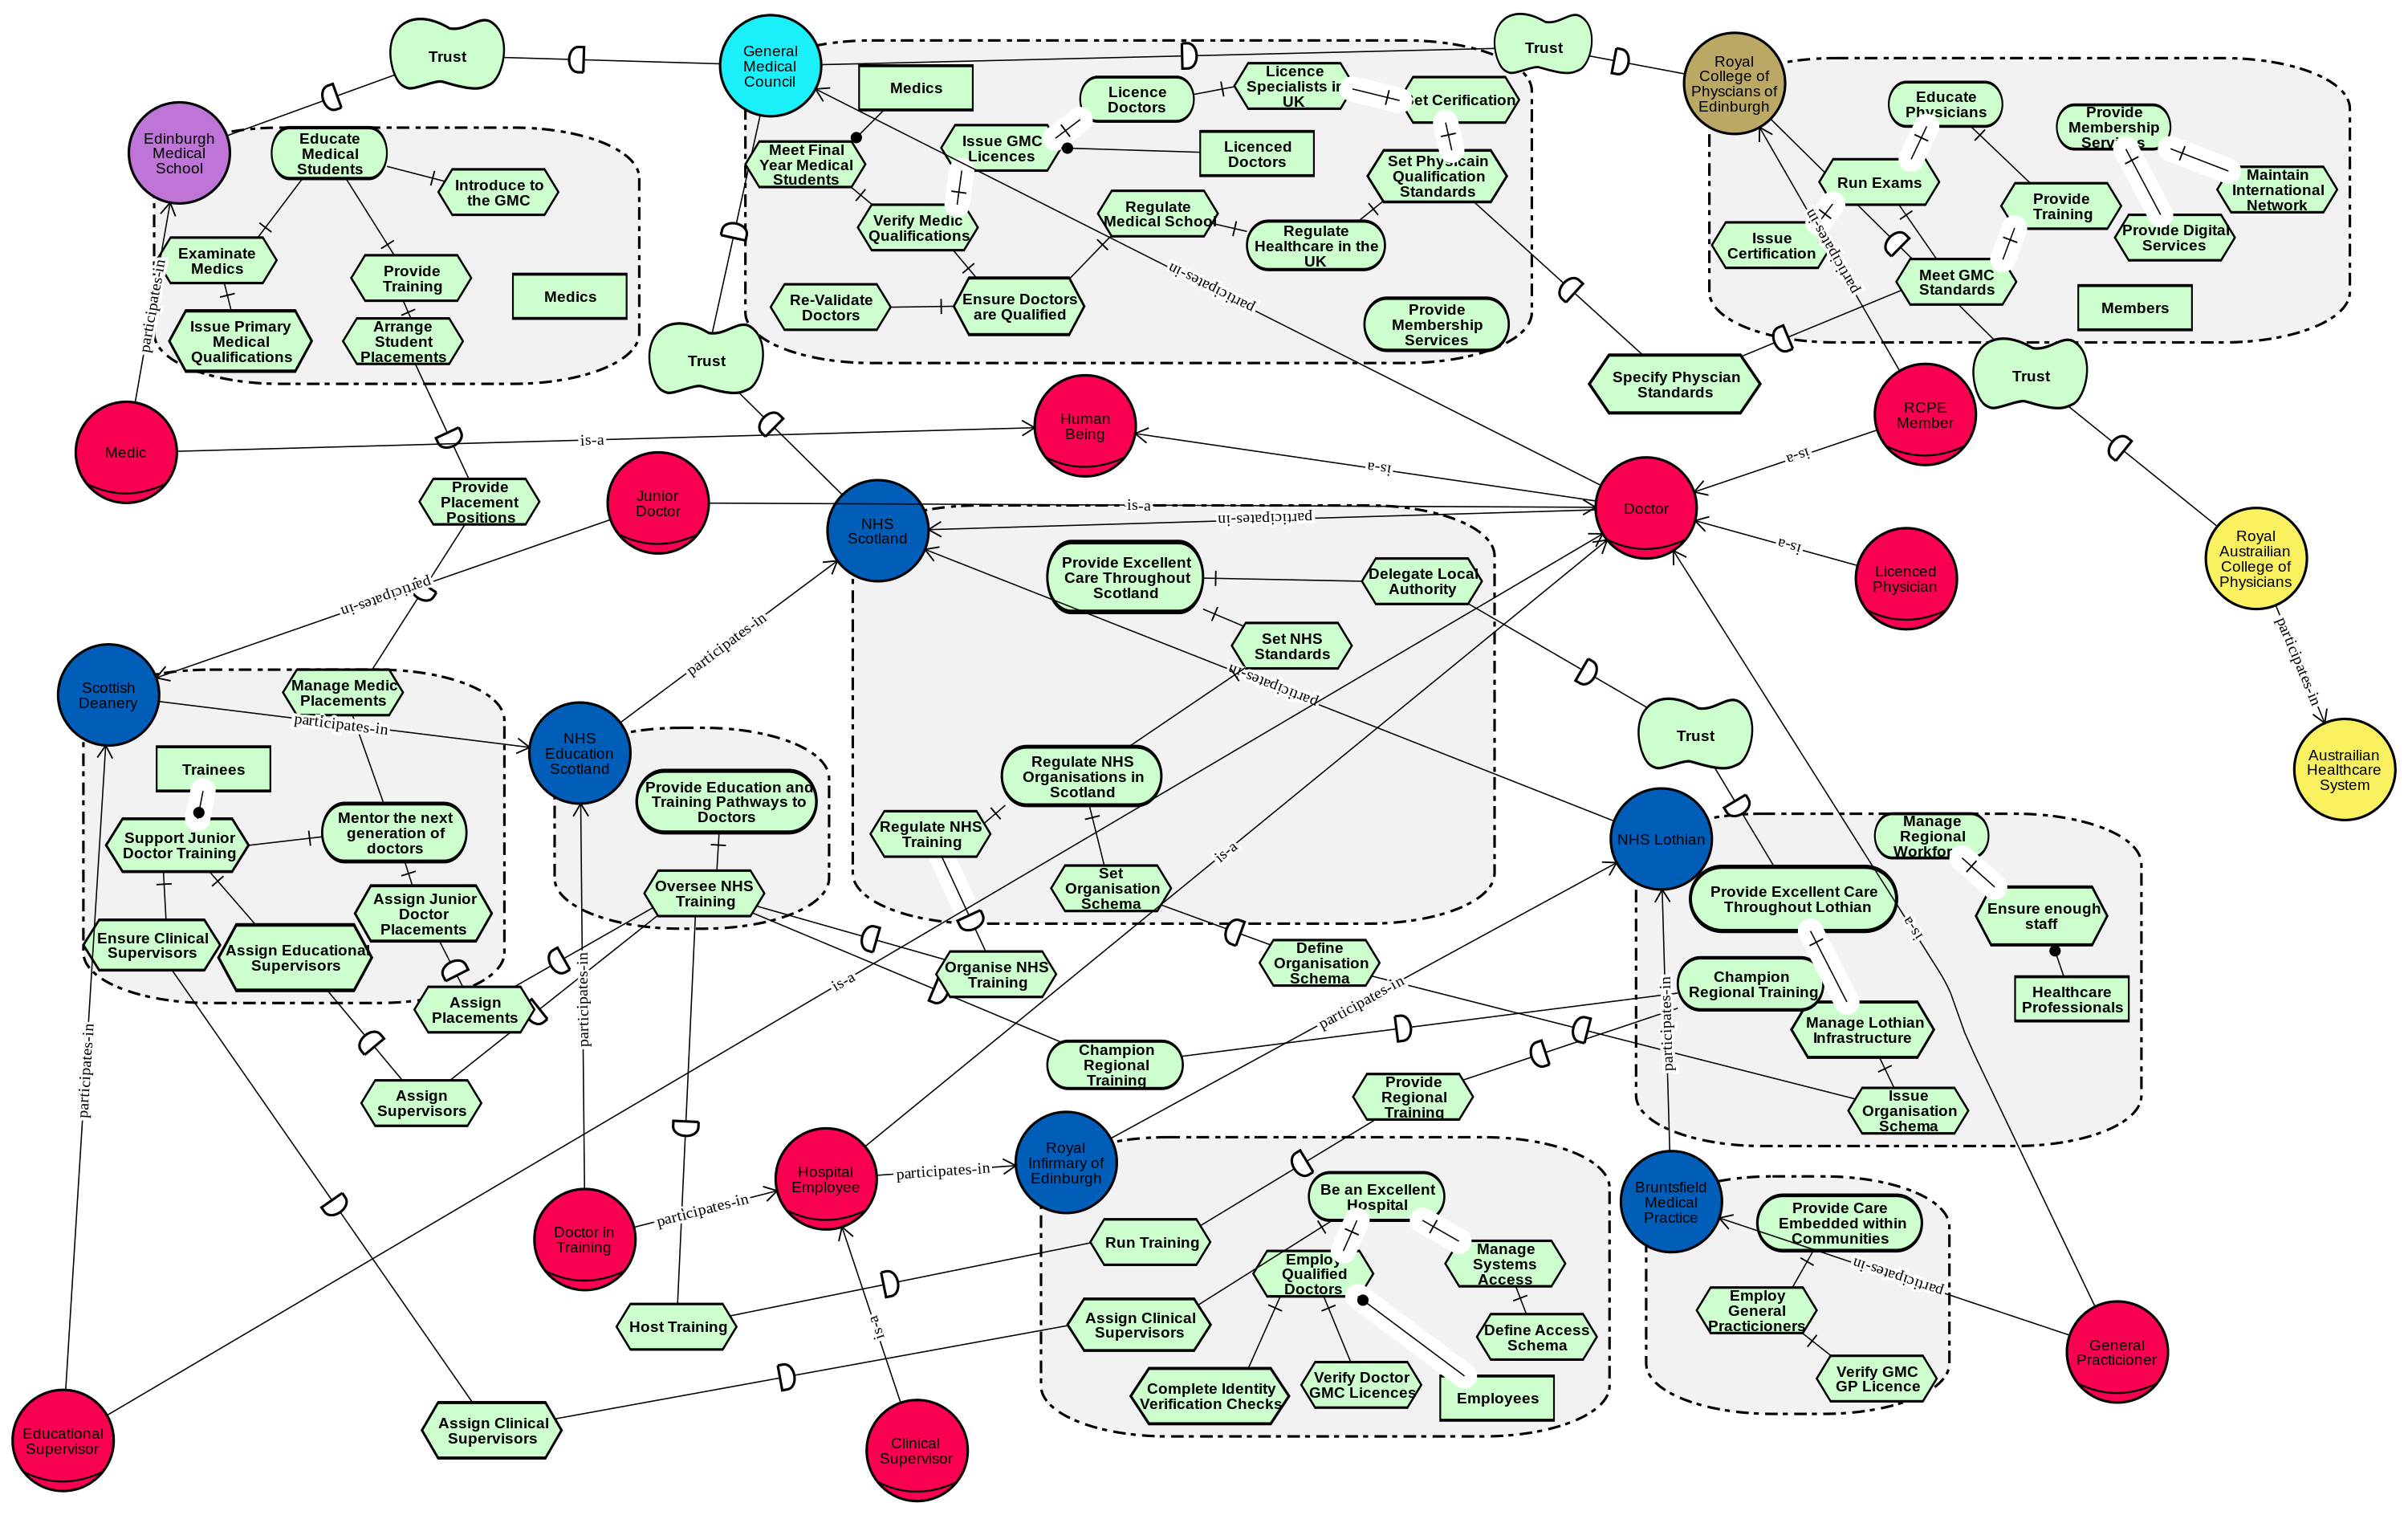 Trust
General
Medical
Council
Trust
Royal
College of
Physcians of
Edinburgh
Edinburgh
Medical
School
Educate
Medical
Students
Introduce to
the GMC
Examinate
Medics
Provide
Training
Medics
Issue Primary
Medical
Qualifications
Arrange
Student
Placements
Medics
Licence
Doctors
Licence
Specialists in
UK
et Cerification
Meet Final
Year Medical
Students
Issue GMC
Licences
Licenced
Doctors
Set Physicain
Qualification
Standards
Verify Medic
Qualifications
Regulate
Medical School
Regulate
Healthcare in the
UK
Re-Validate
Doctors
Ensure Doctors
are Qualified
Provide
Membership
Services
participates-in
Educate
Physicians
Provide
Membership
Services
Run Exams
Maintain
International
Network
Provide
Training
Provide Digital
Services
Issue
Certification
participates-in
Meet GMC
Standards
Members
participates-in
Trust
Trust
Specify Physcian
Standards
Medic
is-a
Human
Being
is-a
RCPE
Member
is-a
Provide
Placement
Positions
Junior
Doctor
NHS
Scotland
is-a
participates-in
Doctor
is-a
Licenced
Physician
Royal
Austrailian
College of
Physicians
participates-in
Austrailian
Healthcare
System
participates-in
participates-in
Provide Excellent
Care Throughout
Scotland
Delegate Local
Authority
Set NHS
Standards
participates-in
Regulate NHS
Organisations in
Scotland
Regulate NHS
Training
Set
Organisation
Schema
Trust
Scottish
Deanery
Manage Medic
Placements
participates-in
Trainees
Support Junior
Doctor Training
Mentor the next
generation of
doctors
Assign Junior
Doctor
Placements
Ensure Clinical
Supervisors
Assign Educational
Supervisors
NHS
Education
Scotland
Provide Education and
Training Pathways to
Doctors
Oversee NHS
Training
Organise NHS
Training
Define
Organisation
Schema
Assign
Placements
Assign
Supervisors
is-a
is-a
is-a
participates-in
participates-in
participates-in
participates-in
NHS Lothian
Manage
Regional
Workfor
Provide Excellent Care
Throughout Lothian
Ensure enough
staff
Champion
Regional Training
Healthcare
Professionals
Manage Lothian
Infrastructure
Issue
Organisation
Schema
Champion
Regional
Training
Provide
Regional
Training
Hospital
Employee
participates-in
Royal
Infirmary of
Edinburgh
Doctor in
Training
participates-in
Be an Excellent
Hospital
Run Training
Employ
Qualified
Doctors
Manage
Systems
Access
Host Training
Assign Clinical
Supervisors
Define Access
Schema
Complete Identity
Verification Checks
Verify Doctor
GMC Licences
Employees
Bruntsfield
Medical
Practice
Provide Care
Embedded within
Communities
participates-in
Employ
General
Practicioners
Verify GMC
GP Licence
General
Practicioner
is-a
Educational
Supervisor
Assign Clinical
Supervisors
Clinical
Supervisor